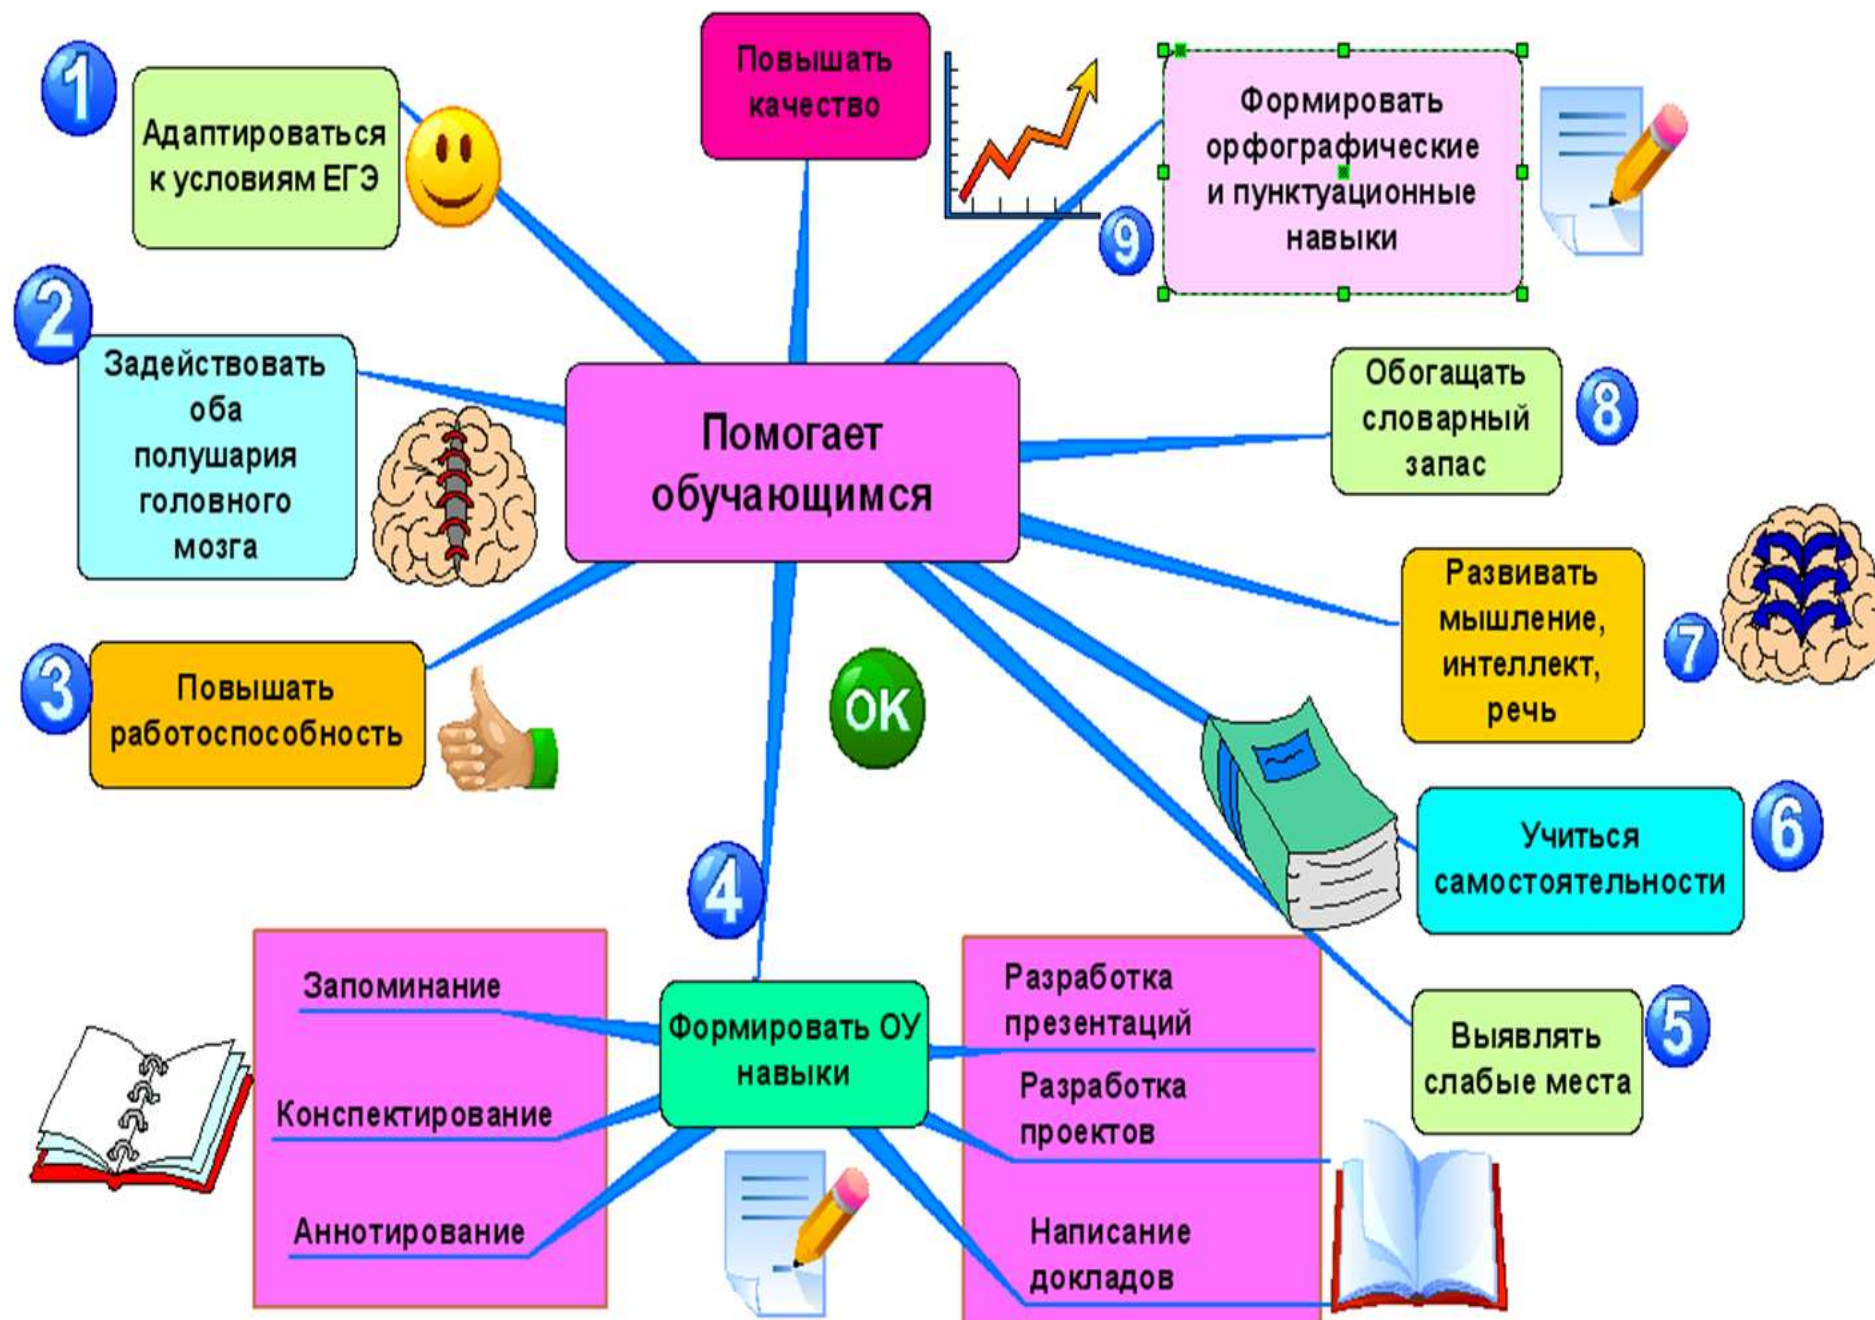 1
Адаптироваться
к условиям ЕГЭ
Повышать
качество
9
Формировать
орфографические
и пунктуационные
навыки
2
Задействовать
оба
полушария
головного
мозга
Помогает
обучающимся
Обогащать
словарный
запас
8
3
Повышать
работоспособность
OK
Развивать
мышление,
интеллект,
речь
7
Учиться
самостоятельности
6
4
Формировать ОУ
навыки
Запоминание
Конспектирование
Аннотирование
Разработка
презентаций
Разработка
проектов
Написание
докладов
Выявлять
слабые места
5